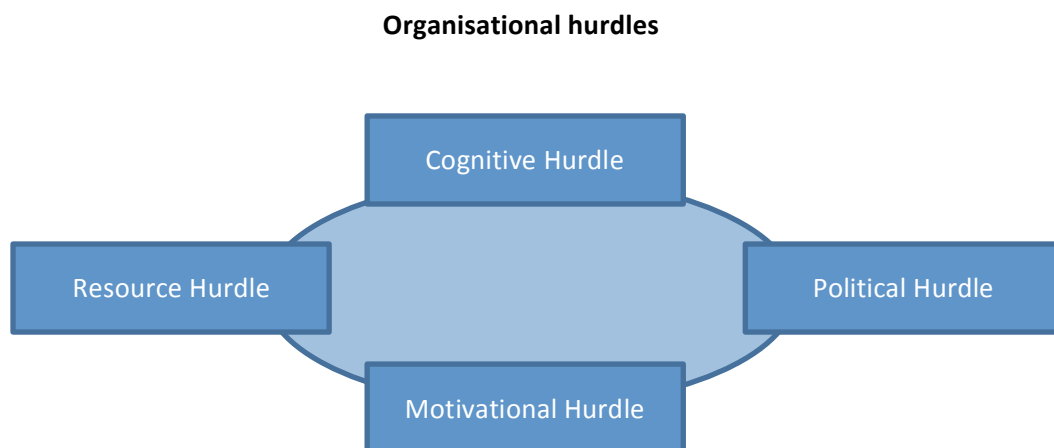 Organisational hurdles
Cognitive Hurdle
Resource Hurdle
Political Hurdle
Motivational Hurdle